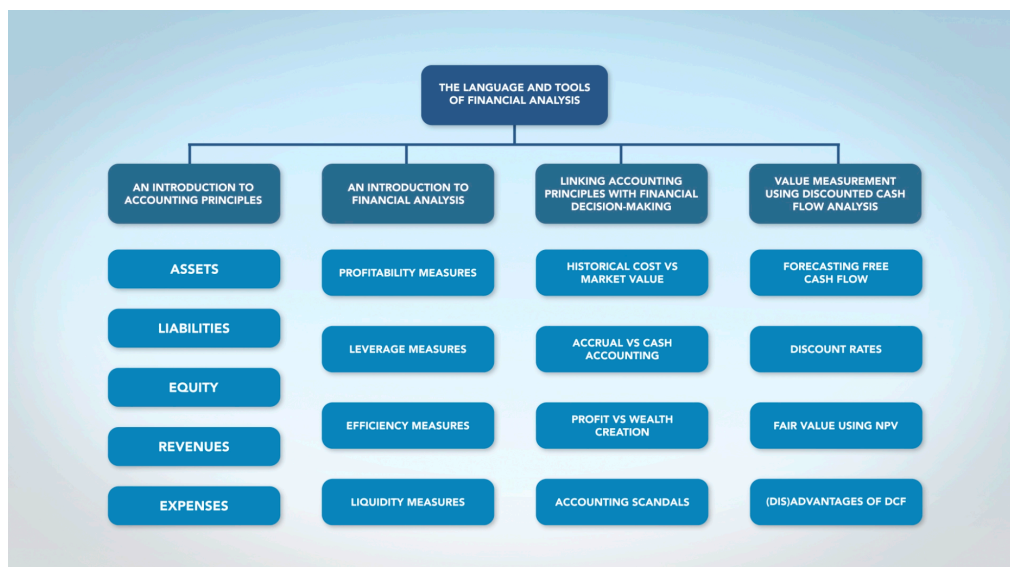 THE LANGUAGE AND TOOLS
OF FINANCIAL ANALYSIS
AN INTRODUCTION TO
ACCOUNTING PRINCIPLES
ASSETS
LIABILITIES
EQUITY
REVENUES
EXPENSES
AN INTRODUCTION TO
FINANCIAL ANALYSIS
PROFITABILITY MEASURES
LEVERAGE MEASURES
EFFICIENCY MEASURES
LIQUIDITY MEASURES
LINKING ACCOUNTING
PRINCIPLES WITH FINANCIAL
DECISION-MAKING
HISTORICAL COST VS
MARKET VALUE
ACCRUAL VS CASH
ACCOUNTING
PROFIT VS WEALTH
CREATION
ACCOUNTING SCANDALS
VALUE MEASUREMENT
USING DISCOUNTED CASH
FLOW ANALYSIS
FORECASTING FREE
CASH FLOW
DISCOUNT RATES
FAIR VALUE USING NPV
(DIS)ADVANTAGES OF DCF